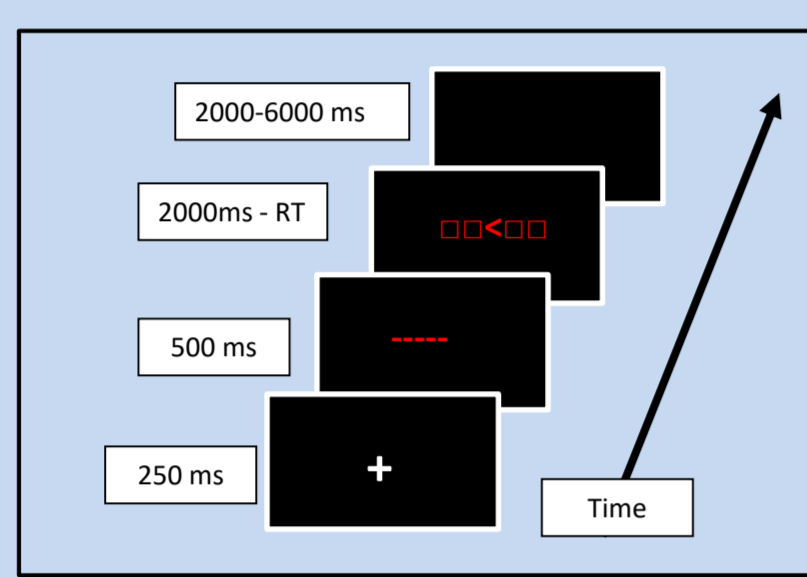 2000-6000 ms
2000ms - RT
□□<□□
500 ms
-----
250 ms
+
Time